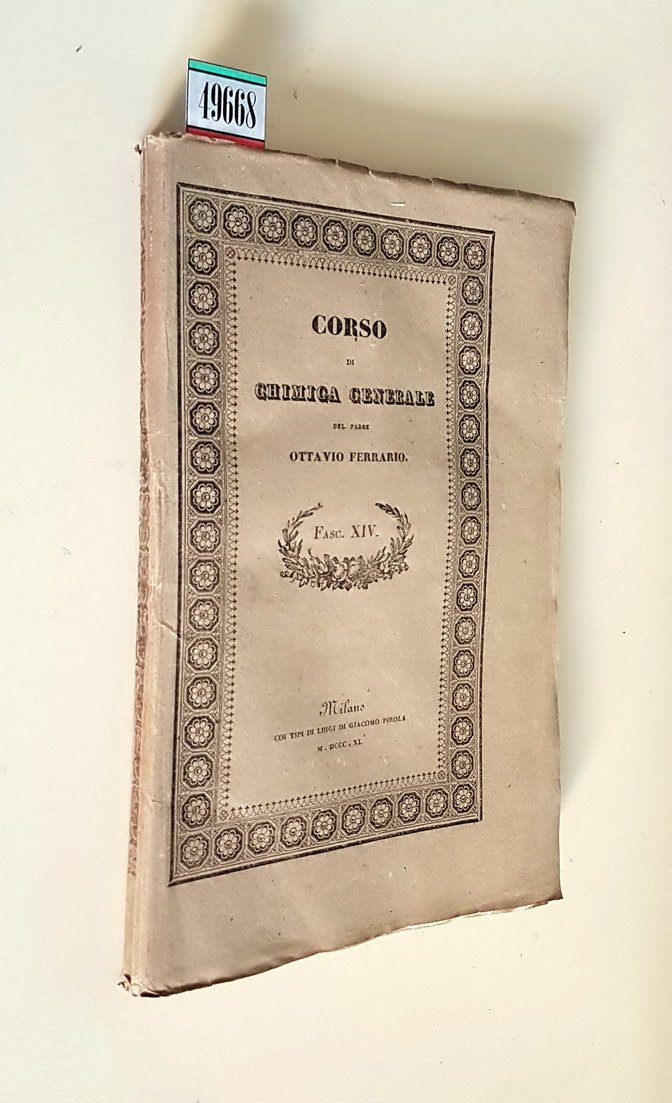 49668
CORSO
DI
CHIMICA GENERALE
DEL PADRE
OTTAVIO FERRARIO.
FASC. XIV.
Milano
COI TIPI DI LUIGI DI GIACOMO PIROLA
M. DCCC. XL.